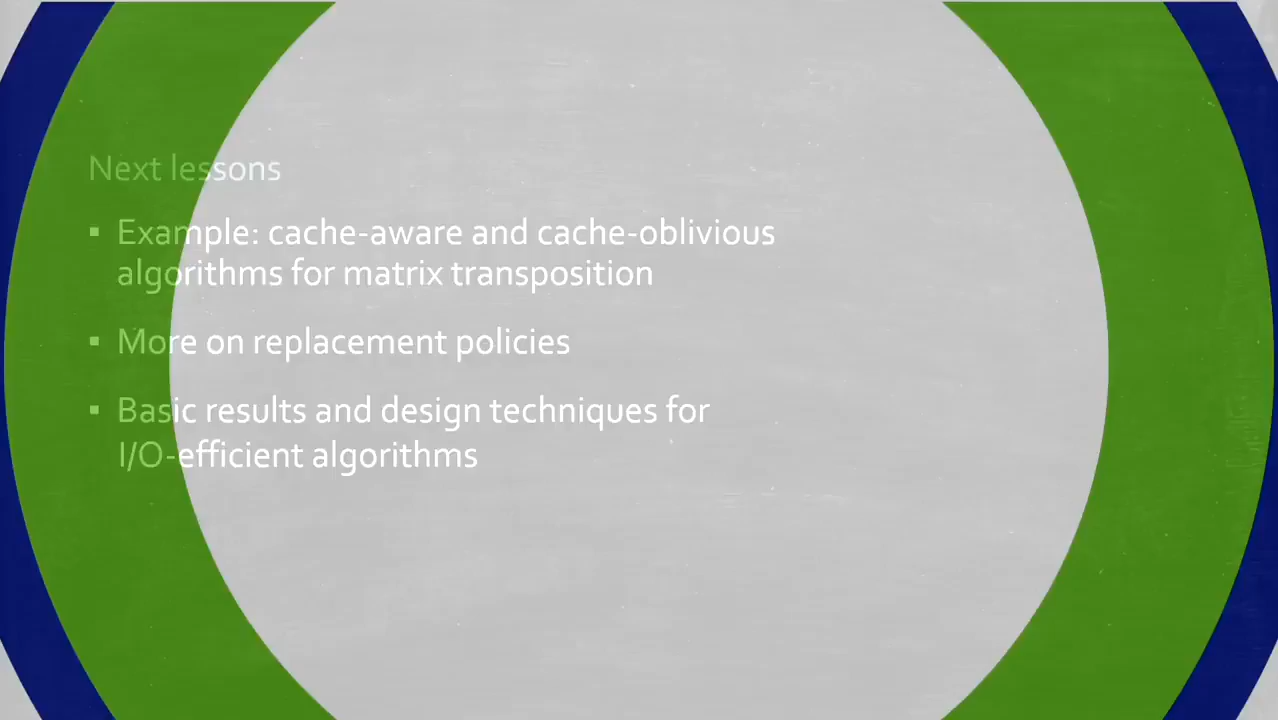 Next lessons
▪ Example: cache-aware and cache-oblivious
algorithms for matrix transposition
▪ More on replacement policies
▪ Basic results and design techniques for
I/O-efficient algorithms